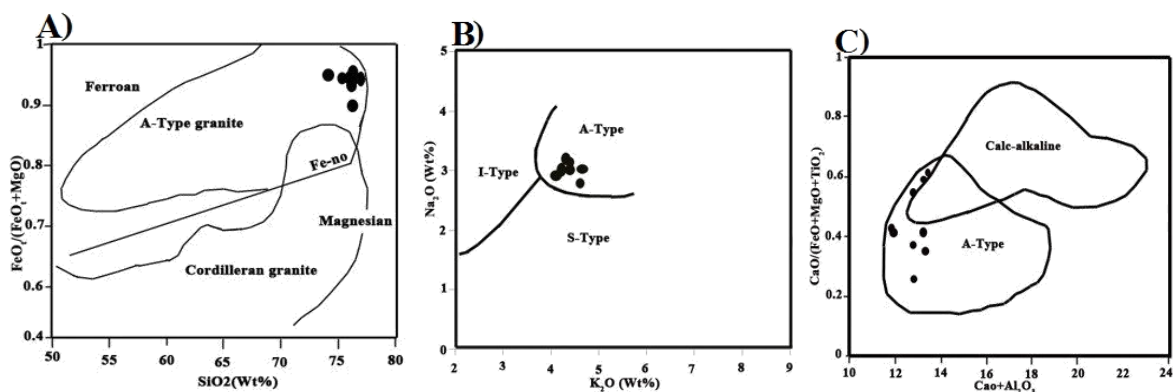 A)
1
0.9
0.80
0.7
0.6
0.4
FeOt/(FeOt+MgO)
Ferroan
A-Type granite
Fe-no
Magnesian
Cordilleran granite
50 55 60 65 70 75 80
SiO2(Wt%)
B)
5
4
3
2
1
0
Na2O (Wt%)
A-Type
I-Type
S-Type
2 3 4 5 6 7 8 9
K2O (Wt%)
C)
1
0.8
0.6
0.4
0.2
0
CaO/(FeO+MgO+TiO2)
Calc-alkaline
A-Type
10 12 14 16 18 20 22 24
Cao+Al2O3